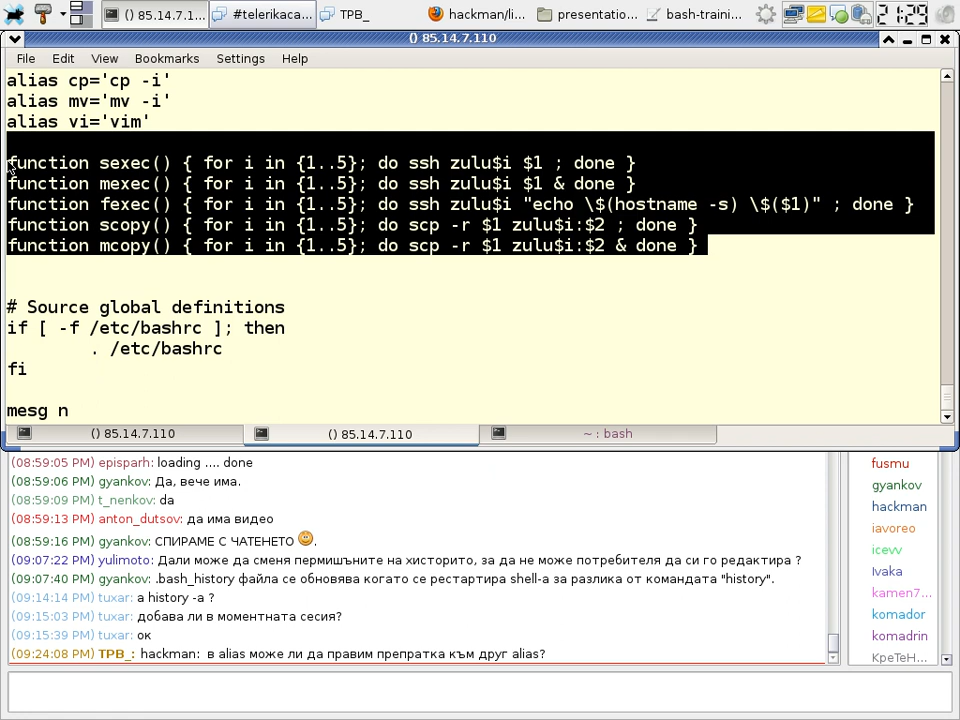 () 85.14.7.1...
#telerikaca...
TPB_
hackman/li...
presentatio...
bash-traini...
21:29
() 85.14.7.110
File Edit View Bookmarks Settings Help
alias cp='cp -i'
alias mv='mv -i'
alias vi='vim'
function sexec() { for i in {1..5}; do ssh zulu$i $1 ; done }
function mexec() { for i in {1..5}; do ssh zulu$i $1 & done }
function fexec() { for i in {1..5}; do ssh zulu$i "echo \$(hostname -s) \$($1)" ; done }
function scopy() { for i in {1..5}; do scp -r $1 zulu$i:$2 ; done }
function mcopy() { for i in {1..5}; do scp -r $1 zulu$i:$2 & done }
# Source global definitions
if [ -f /etc/bashrc ]; then
. /etc/bashrc
fi
mesg n
() 85.14.7.110
() 85.14.7.110
~ : bash
(08:59:05 PM) episparh: loading .... done
(08:59:06 PM) gyankov: Да, вече има.
(08:59:09 PM) t_nenkov: da
(08:59:13 PM) anton_dutsov: да има видео
(08:59:16 PM) gyankov: СПИРАМЕ С ЧАТЕНЕТО .
(09:07:22 PM) yulimoto: Дали може да сменя пермишъните на хисторито, за да не може потребителя да си го редактира ?
(09:07:40 PM) gyankov: .bash_history файла се обновява когато се рестартира shell-а за разлика от командата "history".
(09:14:14 PM) tuxar: а history -a ?
(09:15:03 PM) tuxar: добава ли в моментната сесия?
(09:15:39 PM) tuxar: ок
(09:24:08 PM) TPB_: hackman: в alias може ли да правим препратка към друг alias?
fusmu
gyankov
hackman
iavoreo
icevv
Ivaka
kamen7...
komador
komadrin
KpeTeH...